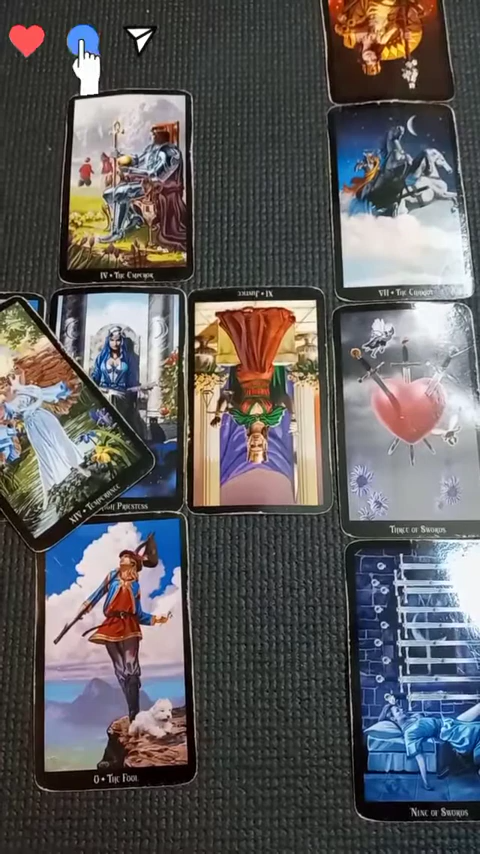 IV • The Emperor
VII • The Chariot
XI • Justice
XIV • Temperance
High Priestess
Three of Swords
0 • The Fool
Nine of Swords